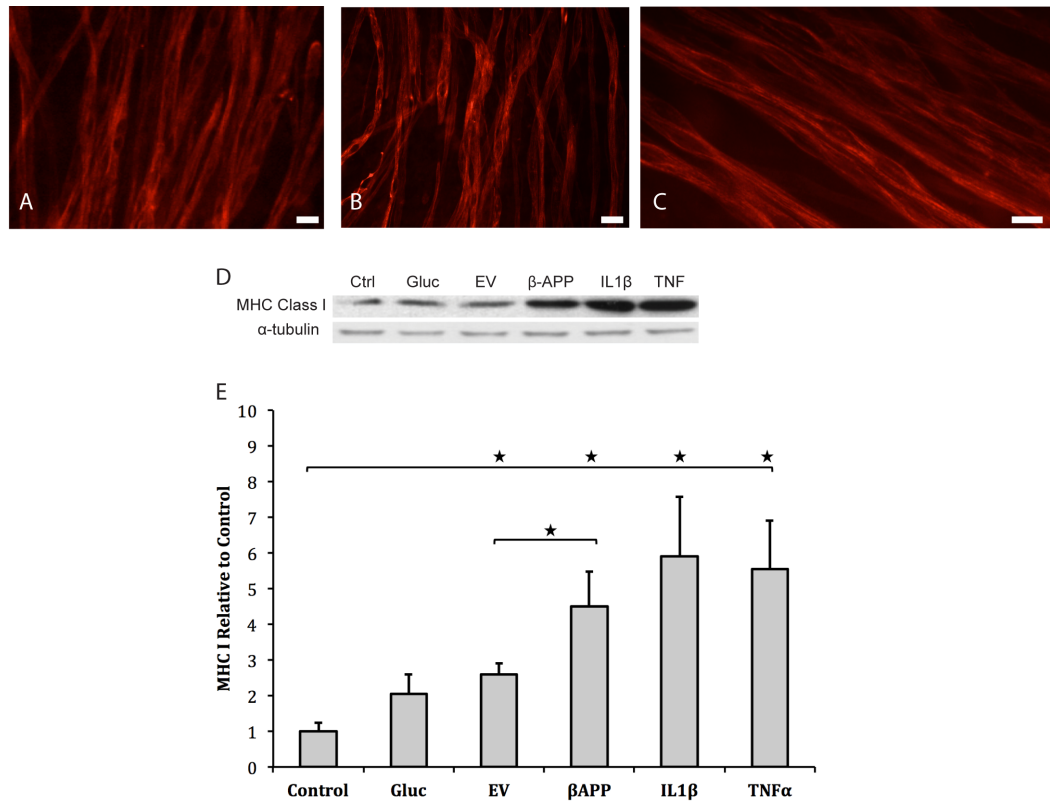 A
B
C
D
Ctrl Gluc EV β-APP IL1β TNF
MHC Class I
α-tubulin
E
MHC I Relative to Control
10
9
8
7
6
5
4
3
2
1
0
Control Gluc EV βAPP IL1β TNFα